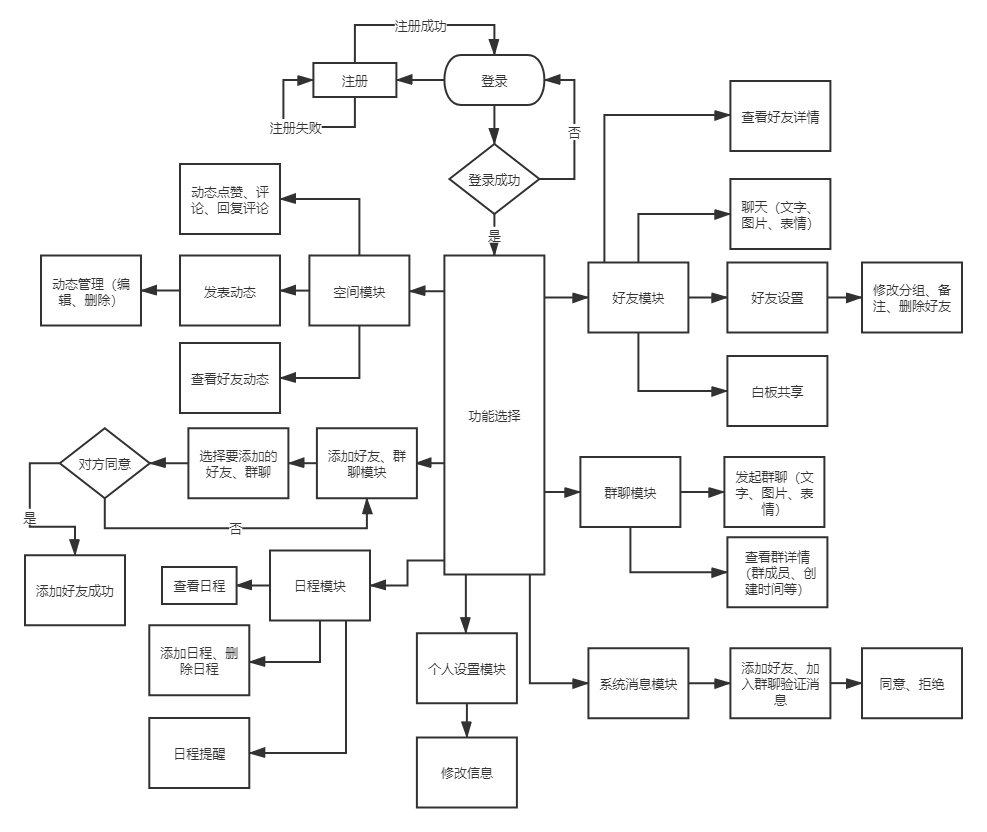 注册成功
注册
登录
注册失败
否
登录成功
是
查看好友详情
动态点赞、评
论、回复评论
聊天（文字、
图片、表情）
动态管理（编
辑、删除）
发表动态
空间模块
好友模块
好友设置
修改分组、备
注、删除好友
查看好友动态
白板共享
功能选择
对方同意
选择要添加的
好友、群聊
添加好友、群
聊模块
群聊模块
发起群聊（文
字、图片、表
情）
是
否
查看群详情
（群成员、创
建时间等）
添加好友成功
查看日程
日程模块
添加日程、删
除日程
个人设置模块
系统消息模块
添加好友、加
入群聊验证消
息
同意、拒绝
日程提醒
修改信息